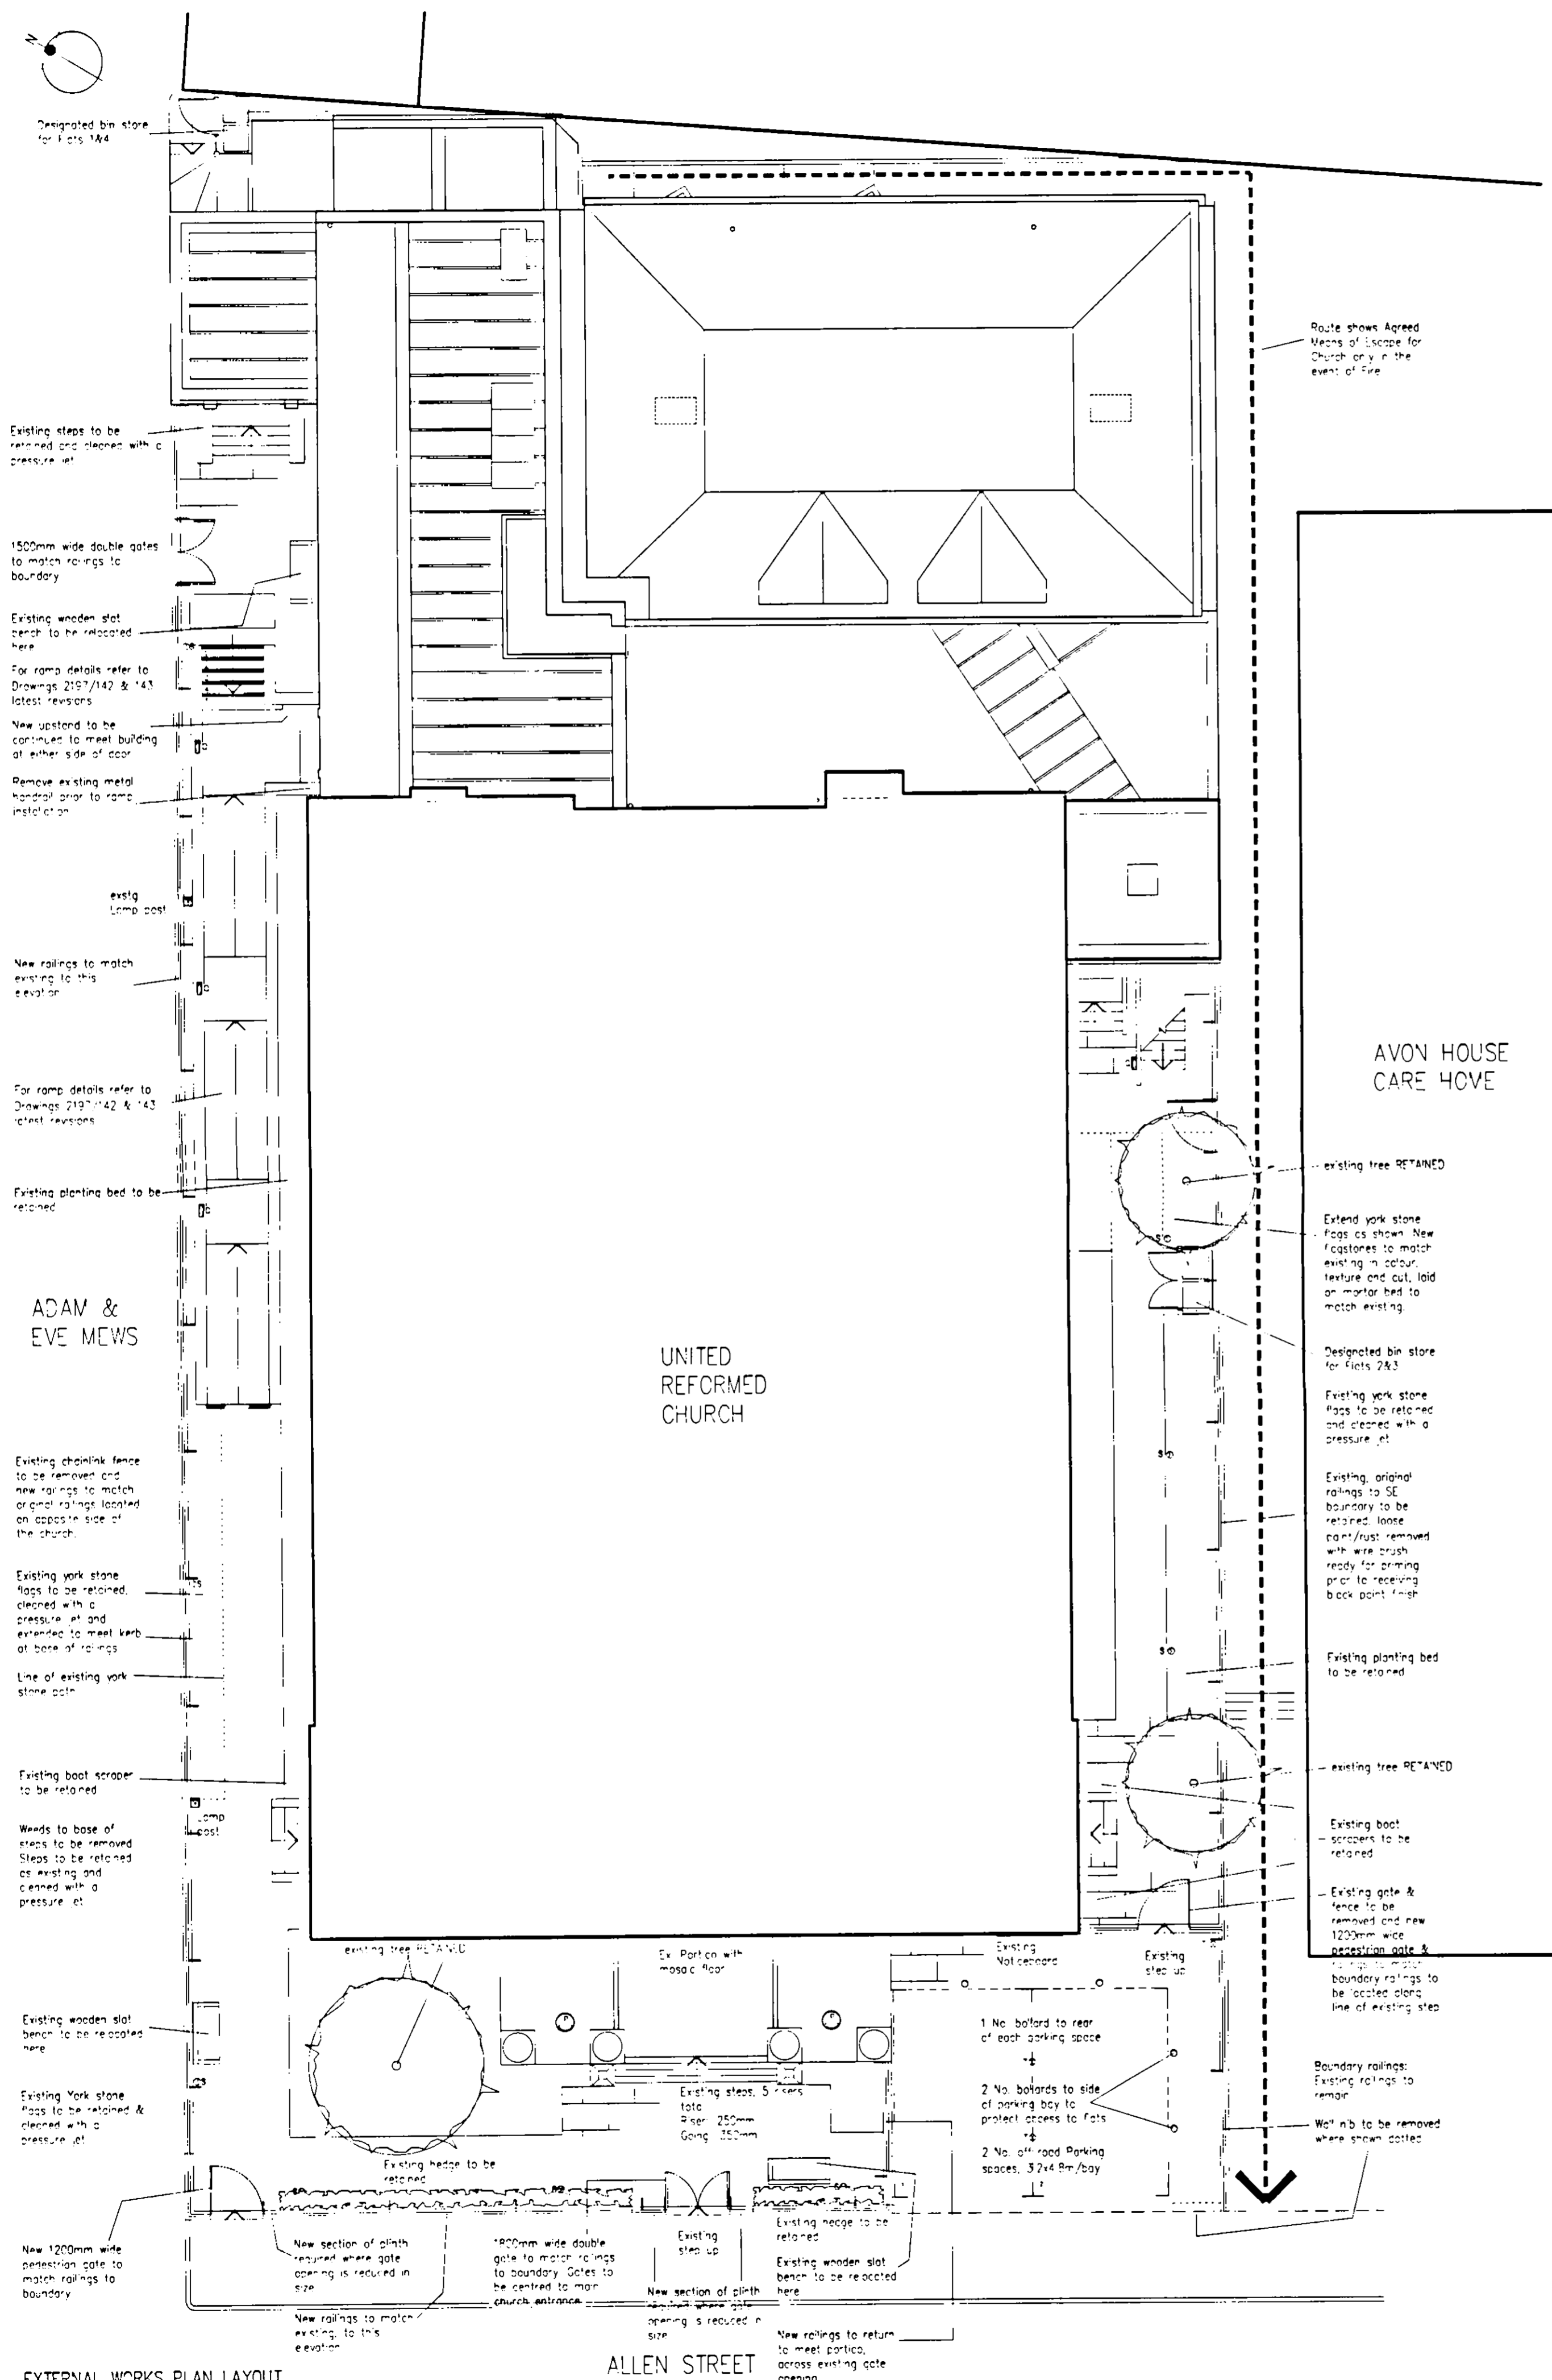 N
Designated bin store
for Flats 1&4
Route shows Agreed
Means of Escape for
Church only in the
event of Fire
Existing steps to be
retained and cleaned with a
pressure jet
1500mm wide double gates
to match railings to
boundary
Existing wooden slat
bench to be relocated
here
For ramp details refer to
Drawings 2197/142 & 143
latest revisions
New upstand to be
continued to meet building
at either side of door
Remove existing metal
handrail prior to ramp
installation
existg
Lamp post
New railings to match
existing to this
elevation
For ramp details refer to
Drawings 2197/142 & 143
latest revisions
Existing planting bed to be
retained
ADAM &
EVE MEWS
Existing chainlink fence
to be removed and
new railings to match
original railings located
on opposite side of
the church.
Existing york stone
flags to be retained,
cleaned with a
pressure jet and
extended to meet kerb
at base of railings
Line of existing york
stone path
Existing boot scraper
to be retained
Lamp
post
Weeds to base of
steps to be removed
Steps to be retained
as existing and
cleaned with a
pressure jet
Existing wooden slat
bench to be relocated
here
Existing York stone
flags to be retained &
cleaned with a
pressure jet
New 1200mm wide
pedestrian gate to
match railings to
boundary
UNITED
REFORMED
CHURCH
AVON HOUSE
CARE HOME
existing tree RETAINED
Extend york stone
flags as shown. New
flagstones to match
existing in colour,
texture and cut, laid
on mortar bed to
match existing.
Designated bin store
for Flats 2&3
Existing york stone
flags to be retained
and cleaned with a
pressure jet
Existing, original
railings to SE
boundary to be
retained, loose
paint/rust removed
with wire brush
ready for priming
prior to receiving
black paint finish
Existing planting bed
to be retained
existing tree RETAINED
Existing boot
scrapers to be
retained
Existing gate &
fence to be
removed and new
1200mm wide
pedestrian gate &
railings to match
boundary railings to
be located along
line of existing step
Boundary railings:
Existing railings to
remain
Wall nib to be removed
where shown dotted
existing tree RETAINED
Ex. Portion with
mosaic floor
Existing
Noticeboard
Existing
step up
1 No. bollard to rear
of each parking space
2 No. bollards to side
of parking bay to
protect access to flats
2 No. off road Parking
spaces, 3.2x4.8m/bay
Existing steps, 5 risers
total
Riser: 250mm
Going: 350mm
Existing hedge to be
retained
New section of plinth
required where gate
opening is reduced in
size
New railings to match
existing, to this
elevation
1800mm wide double
gate to match railings
to boundary. Gates to
be centred to main
church entrance
Existing
step up
New section of plinth
required where gate
opening is reduced in
size
Existing hedge to be
retained
Existing wooden slat
bench to be relocated
here
New railings to return
to meet portico,
across existing gate
opening
ALLEN STREET
EXTERNAL WORKS PLAN LAYOUT